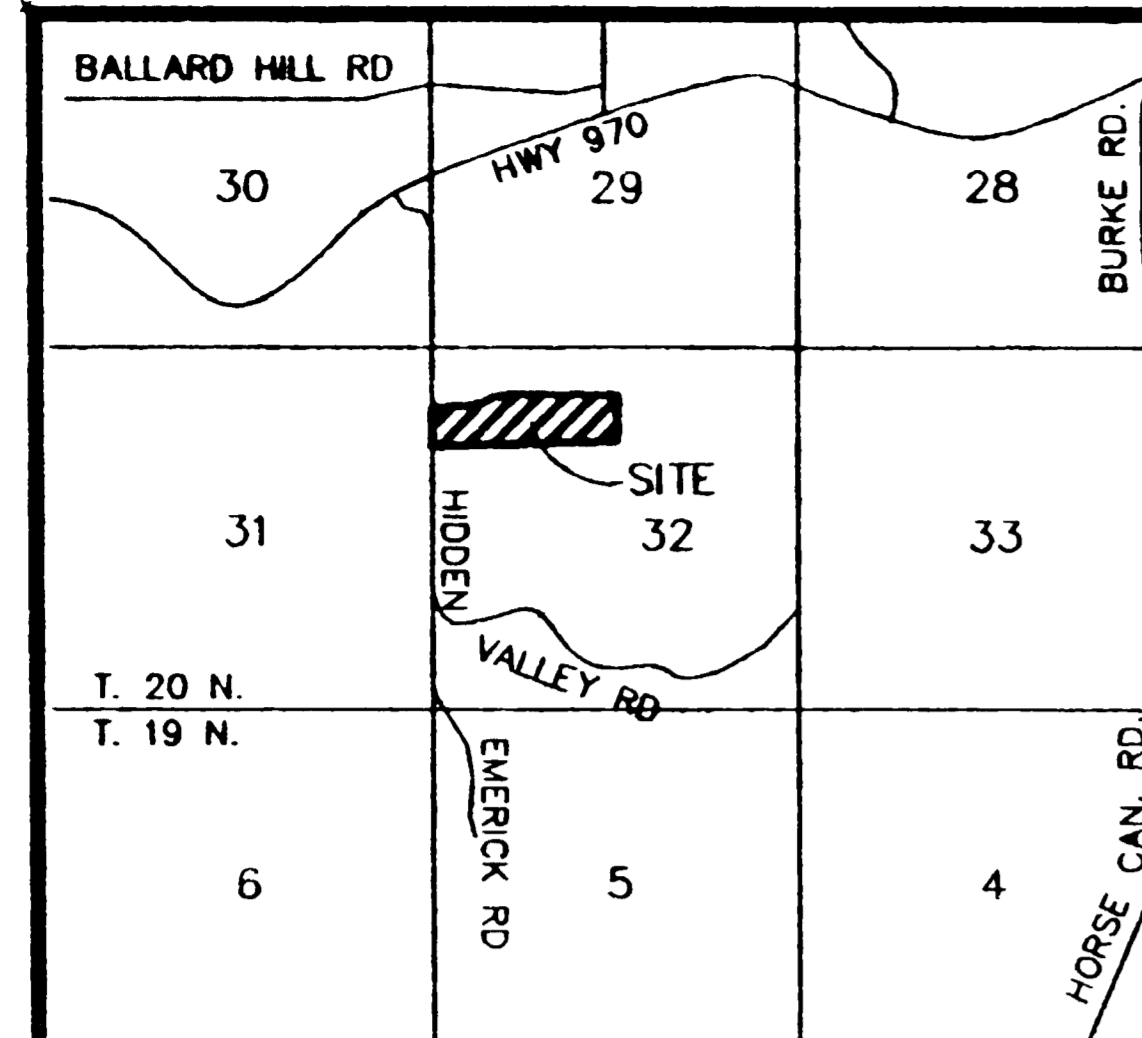 BALLARD HILL RD
HWY 970
30
29
28
BURKE RD.
SITE
31
HIDDEN
32
33
VALLEY RD
T. 20 N.
T. 19 N.
EMERICK RD
HORSE CAN. RD.
6
5
4